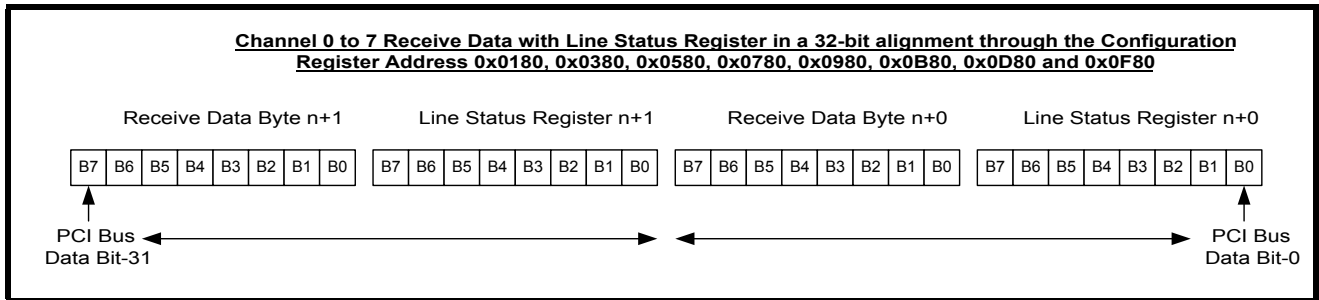 Channel 0 to 7 Receive Data with Line Status Register in a 32-bit alignment through the Configuration
Register Address 0x0180, 0x0380, 0x0580, 0x0780, 0x0980, 0x0B80, 0x0D80 and 0x0F80
Receive Data Byte n+1 Line Status Register n+1 Receive Data Byte n+0 Line Status Register n+0
B7 B6 B5 B4 B3 B2 B1 B0 B7 B6 B5 B4 B3 B2 B1 B0 B7 B6 B5 B4 B3 B2 B1 B0 B7 B6 B5 B4 B3 B2 B1 B0
PCI Bus PCI Bus
Data Bit-31 Data Bit-0